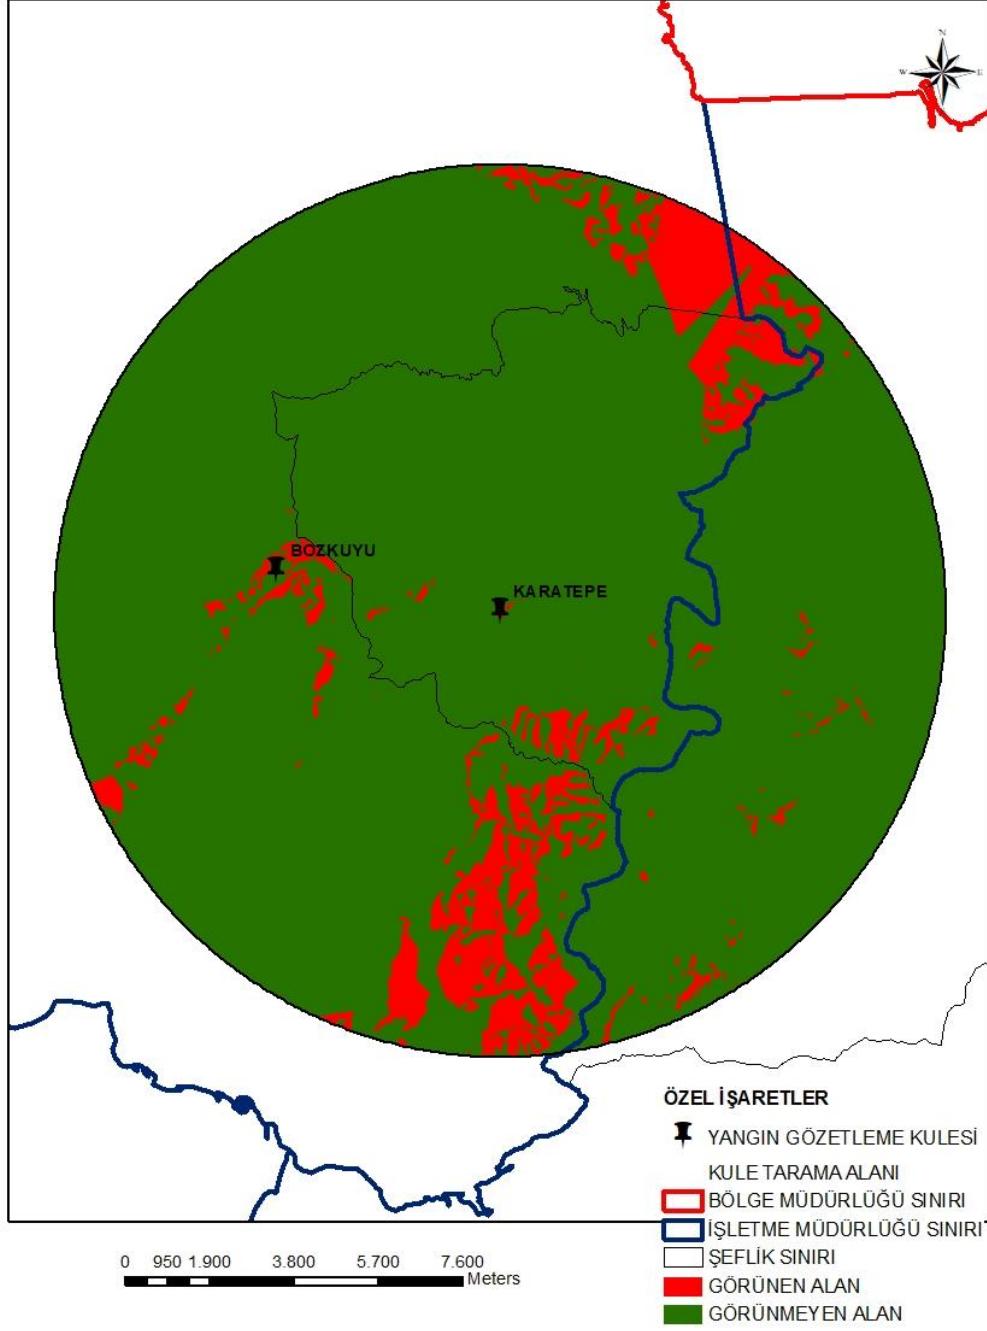 N
W E
S
BOZKUYU
KARATEPE
ÖZEL İŞARETLER
YANGIN GÖZETLEME KULESİ
KULE TARAMA ALANI
BÖLGE MÜDÜRLÜĞÜ SINIRI
İŞLETME MÜDÜRLÜĞÜ SINIRI
ŞEFLİK SINIRI
GÖRÜNEN ALAN
GÖRÜNMEYEN ALAN
0 950 1.900 3.800 5.700 7.600
Meters